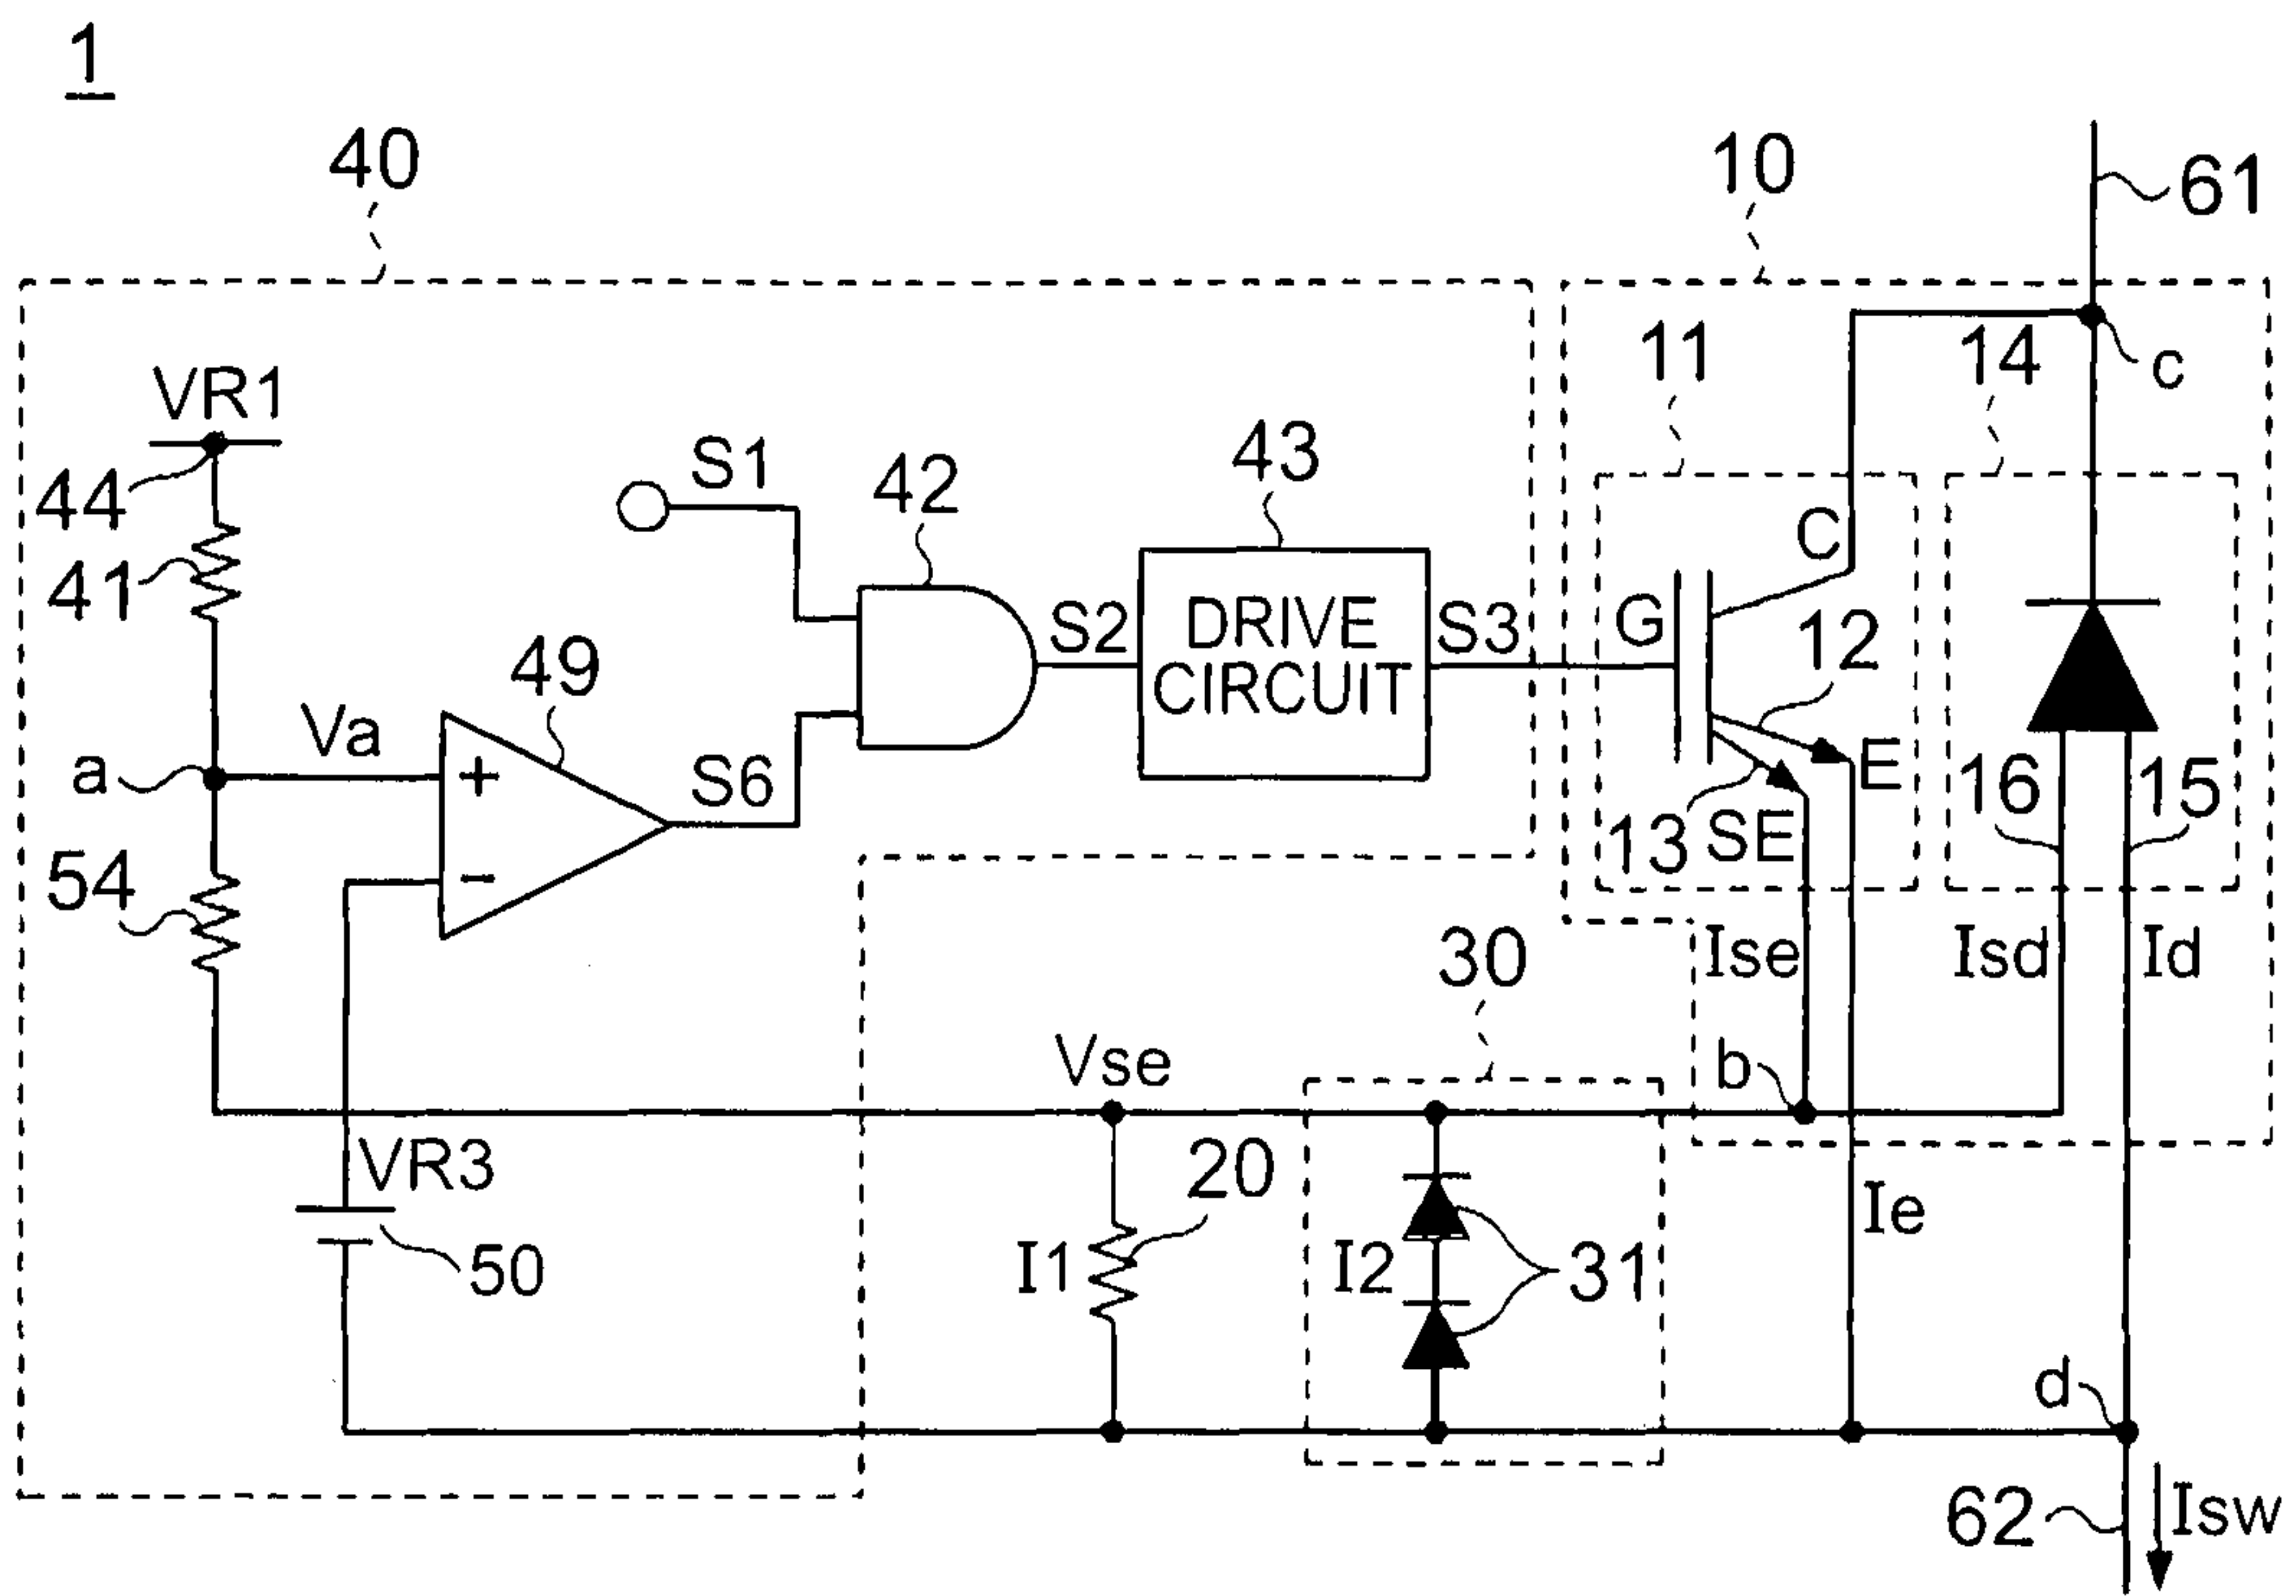 1
40
10
61
11
14
c
VR1
44
S1
42
43
C
41
S2
DRIVE
CIRCUIT
S3
G
12
49
Va
a
+
S6
E
16
15
13
SE
54
-
30
Ise
Isd
Id
Vse
b
VR3
20
50
I1
I2
31
Ie
d
62
Isw